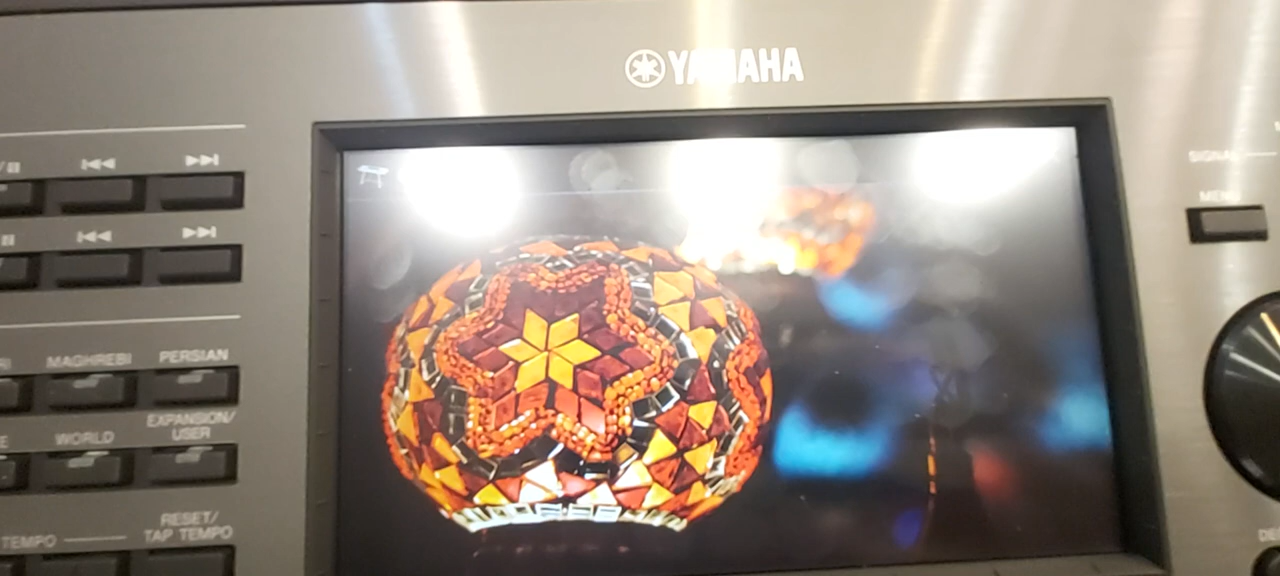 YAMAHA
SIGNAL
MENU
MAGHREBI PERSIAN
WORLD EXPANSION/
USER
TEMPO RESET/
TAP TEMPO